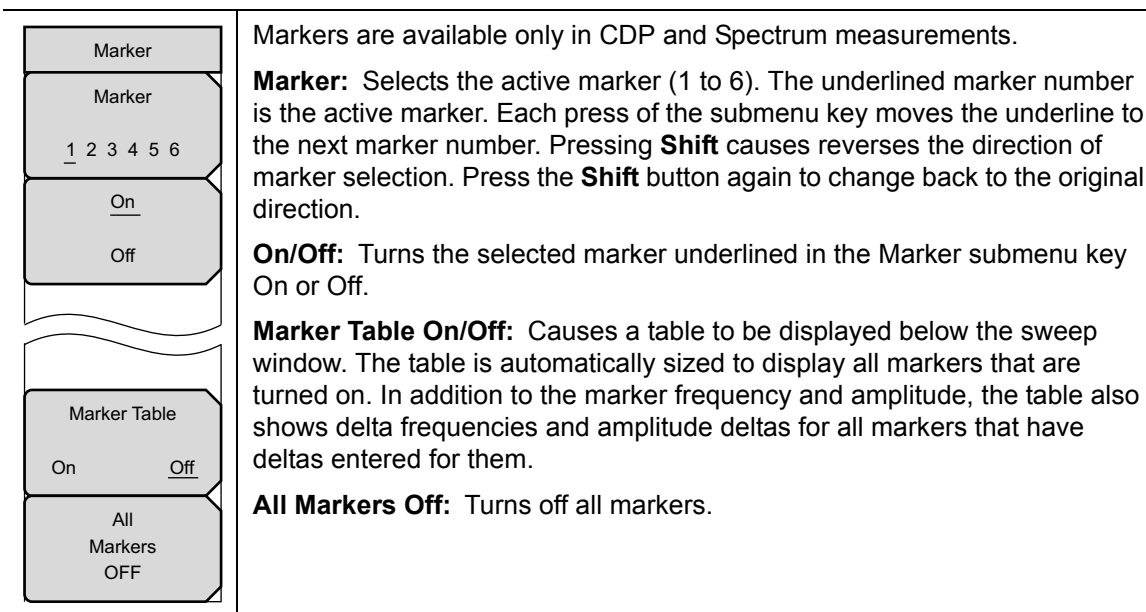 Marker
Marker
1 2 3 4 5 6
On
Off
Marker Table
On Off
All
Markers
OFF
Markers are available only in CDP and Spectrum measurements.
Marker: Selects the active marker (1 to 6). The underlined marker number
is the active marker. Each press of the submenu key moves the underline to
the next marker number. Pressing Shift causes reverses the direction of
marker selection. Press the Shift button again to change back to the original
direction.
On/Off: Turns the selected marker underlined in the Marker submenu key
On or Off.
Marker Table On/Off: Causes a table to be displayed below the sweep
window. The table is automatically sized to display all markers that are
turned on. In addition to the marker frequency and amplitude, the table also
shows delta frequencies and amplitude deltas for all markers that have
deltas entered for them.
All Markers Off: Turns off all markers.